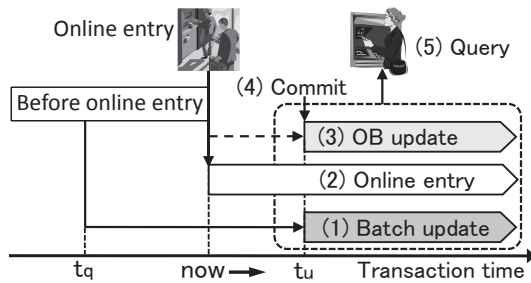 Online entry
(5) Query
(4) Commit
Before online entry
(3) OB update
(2) Online entry
(1) Batch update
tq now tu Transaction time